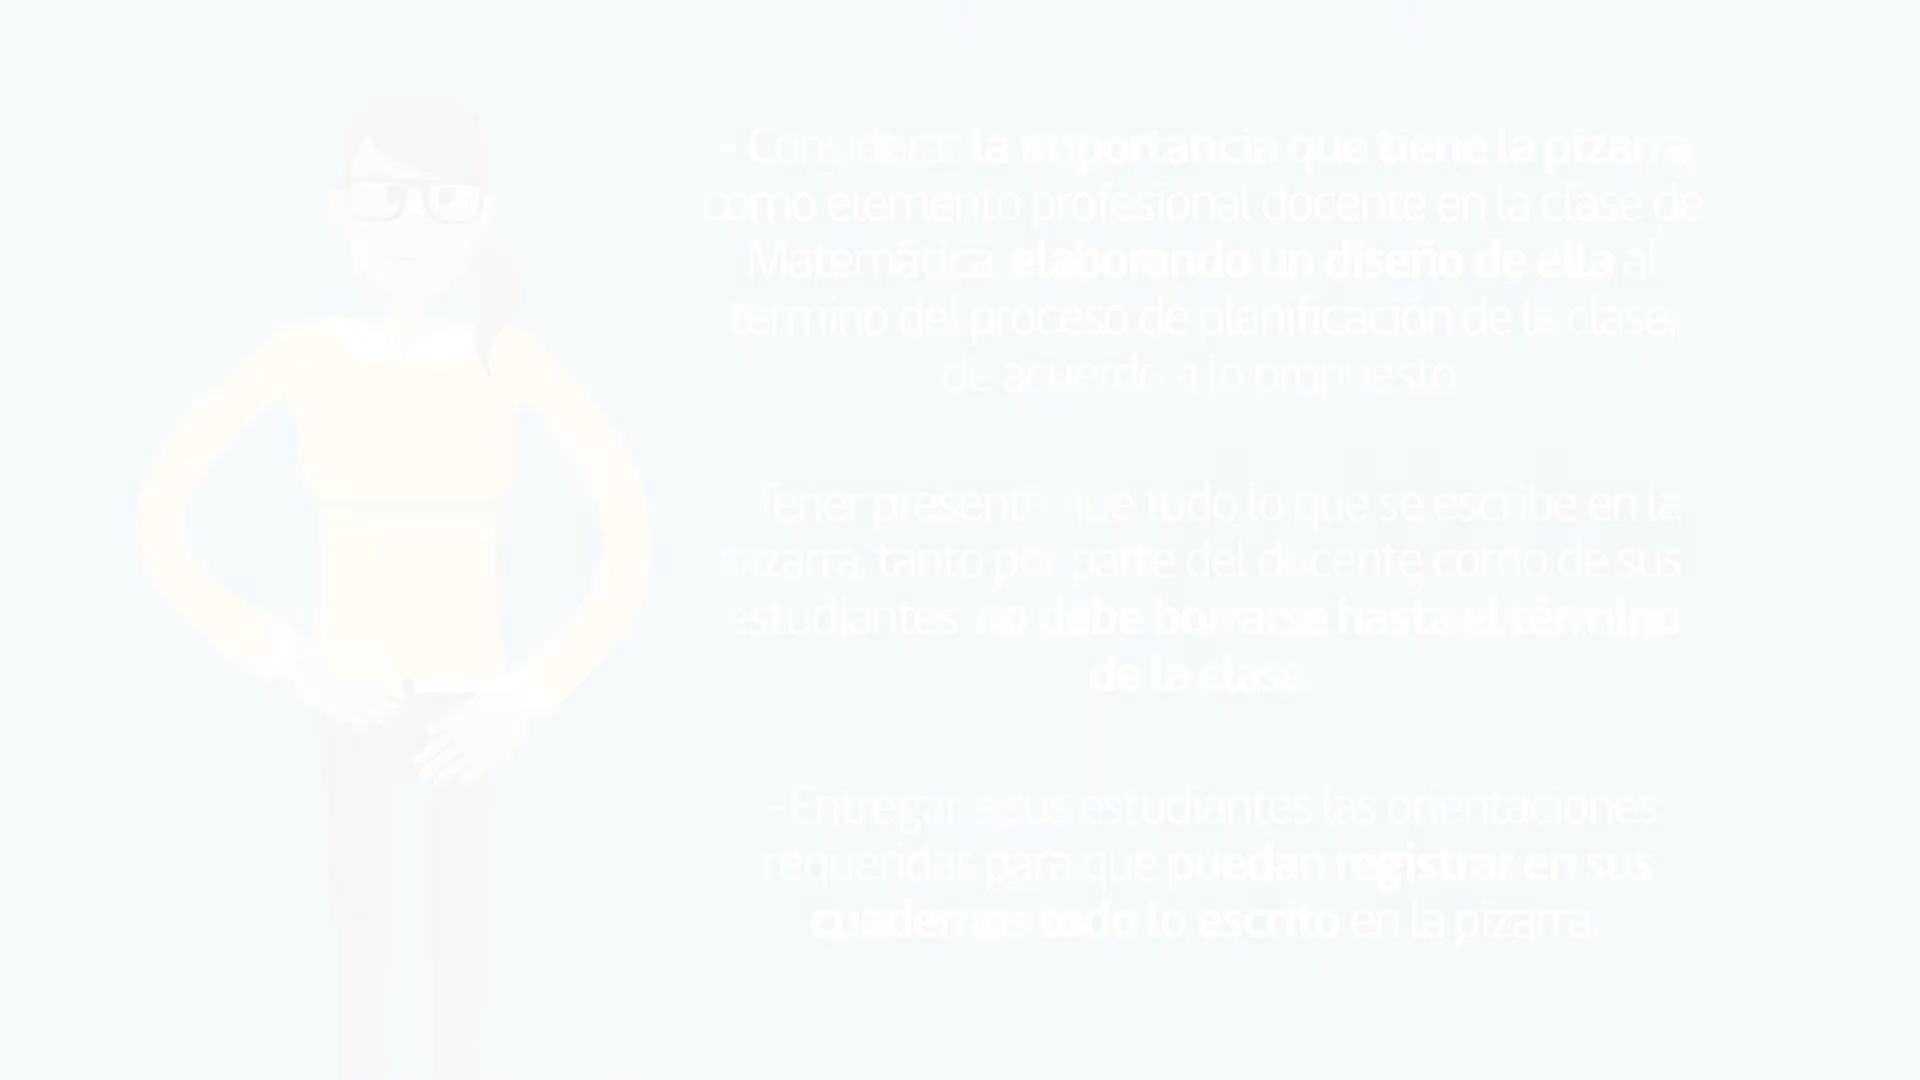 - Considerar la importancia que tiene la pizarra
como elemento profesional docente en la clase de
Matemática, elaborando un diseño de ella al
término del proceso de planificación de la clase,
de acuerdo a lo propuesto.
Tener presente que todo lo que se escribe en la
pizarra, tanto por parte del docente como de sus
estudiantes, no debe borrarse hasta el término
de la clase.
- Entregar a sus estudiantes las orientaciones
requeridas para que puedan registrar en sus
cuadernos todo lo escrito en la pizarra.